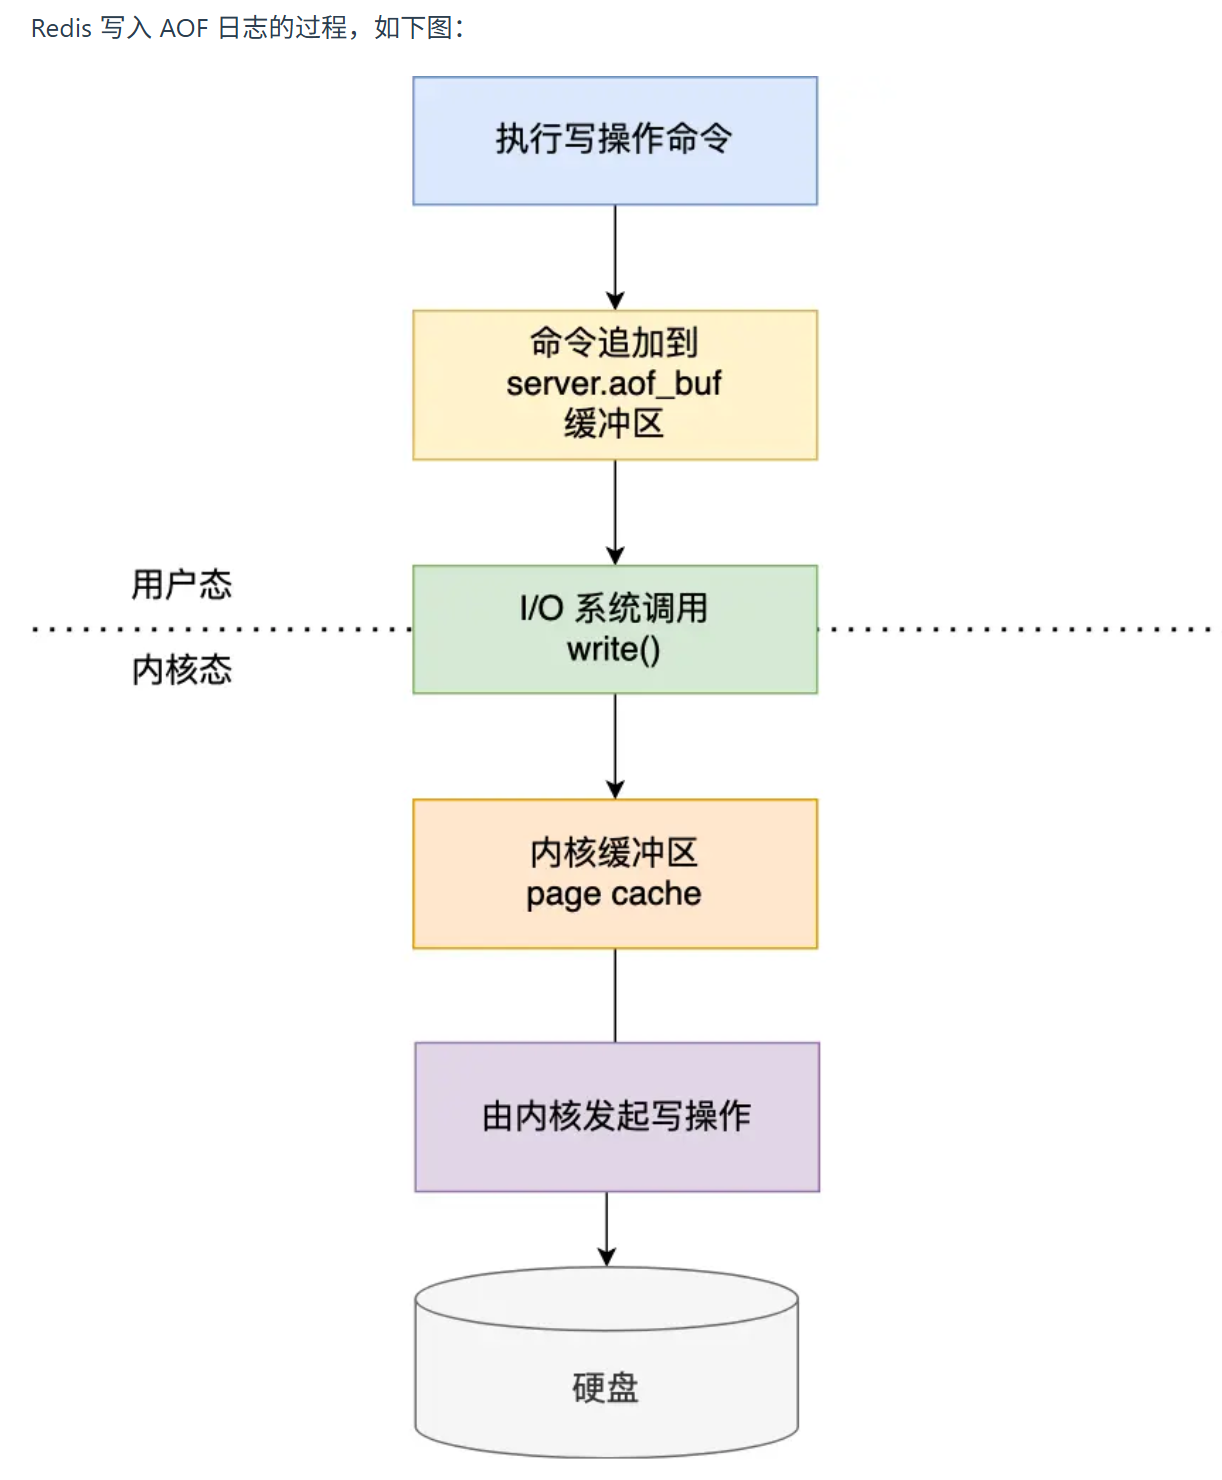 Redis 写入 AOF 日志的过程，如下图：
执行写操作命令
命令追加到
server.aof_buf
缓冲区
用户态
I/O 系统调用
write()
内核态
内核缓冲区
page cache
由内核发起写操作
硬盘